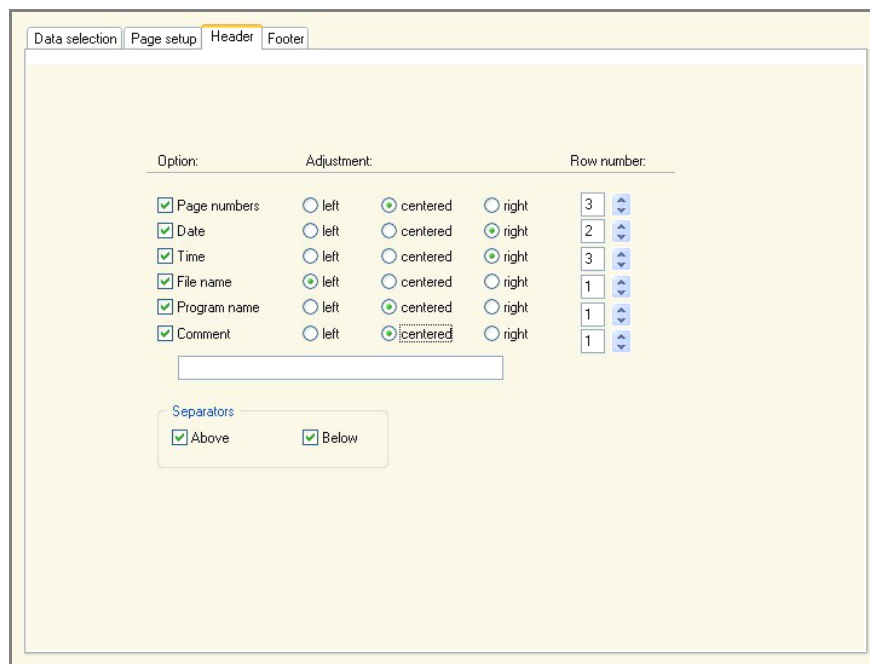 Data selection Page setup Header Footer
Option: Adjustment: Row number:
Page numbers left centered right 3
Date left centered right 2
Time left centered right 3
File name left centered right 1
Program name left centered right 1
Comment left centered right 1
Separators
Above Below